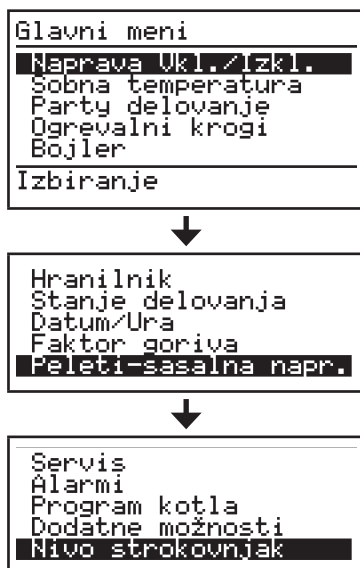 Glavni meni
Naprava Vkl./Izkl.
Sobna temperatura
Party delovanje
Ogrevalni krogi
Bojler
Izbiranje
Hranilnik
Stanje delovanja
Datum/Ura
Faktor goriva
Peleti-sasalna napr.
Servis
Alarmi
Program kotla
Dodatne možnosti
Nivo strokovnjak